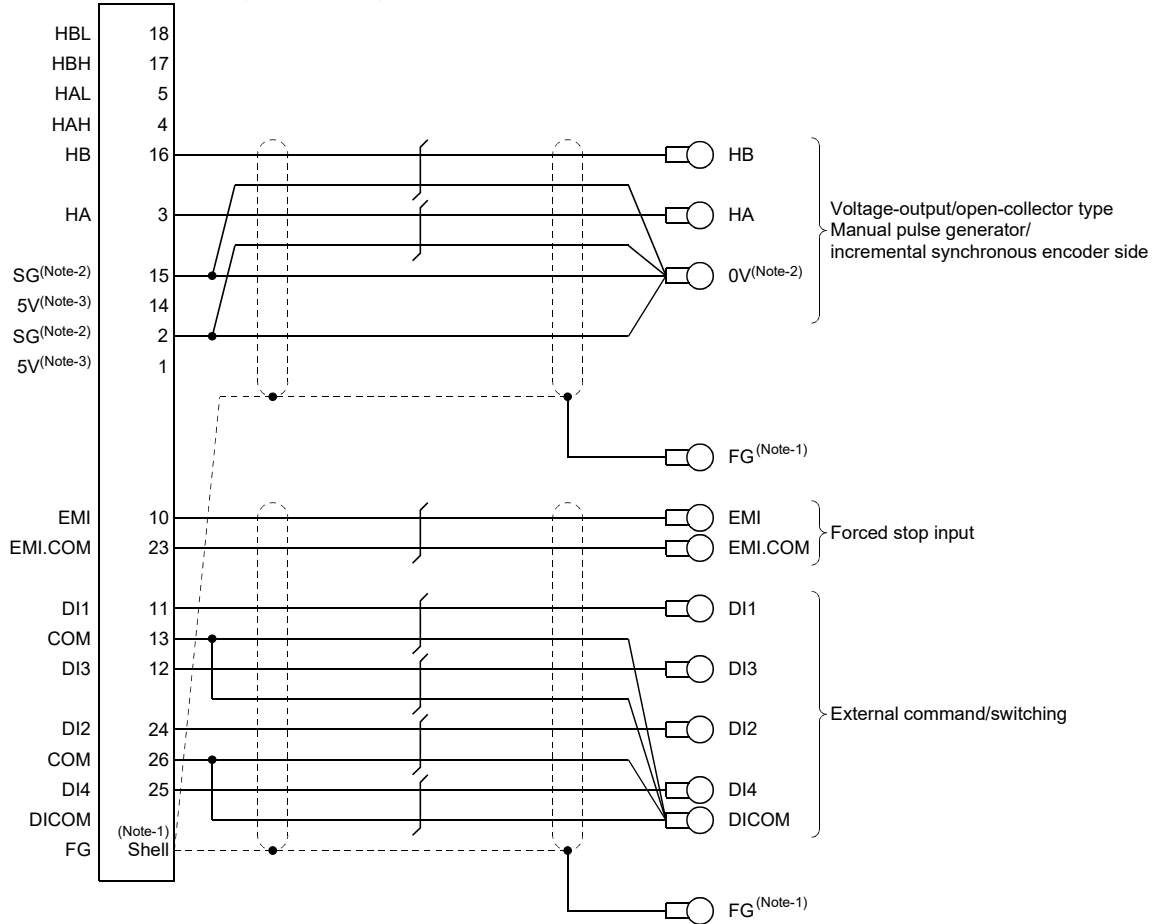 HBL 18
HBH 17
HAL 5
HAH 4
HB 16 HB
HA 3 HA
Voltage-output/open-collector type
Manual pulse generator/
incremental synchronous encoder side
SG(Note-2) 15 0V(Note-2)
5V(Note-3) 14
SG(Note-2) 2
5V(Note-3) 1
FG(Note-1)
EMI 10 EMI
EMI.COM 23 EMI.COM
Forced stop input
DI1 11 DI1
COM 13
DI3 12 DI3
DI2 24 DI2
External command/switching
COM 26
DI4 25 DI4
DICOM DICOM
(Note-1)
FG Shell
FG(Note-1)